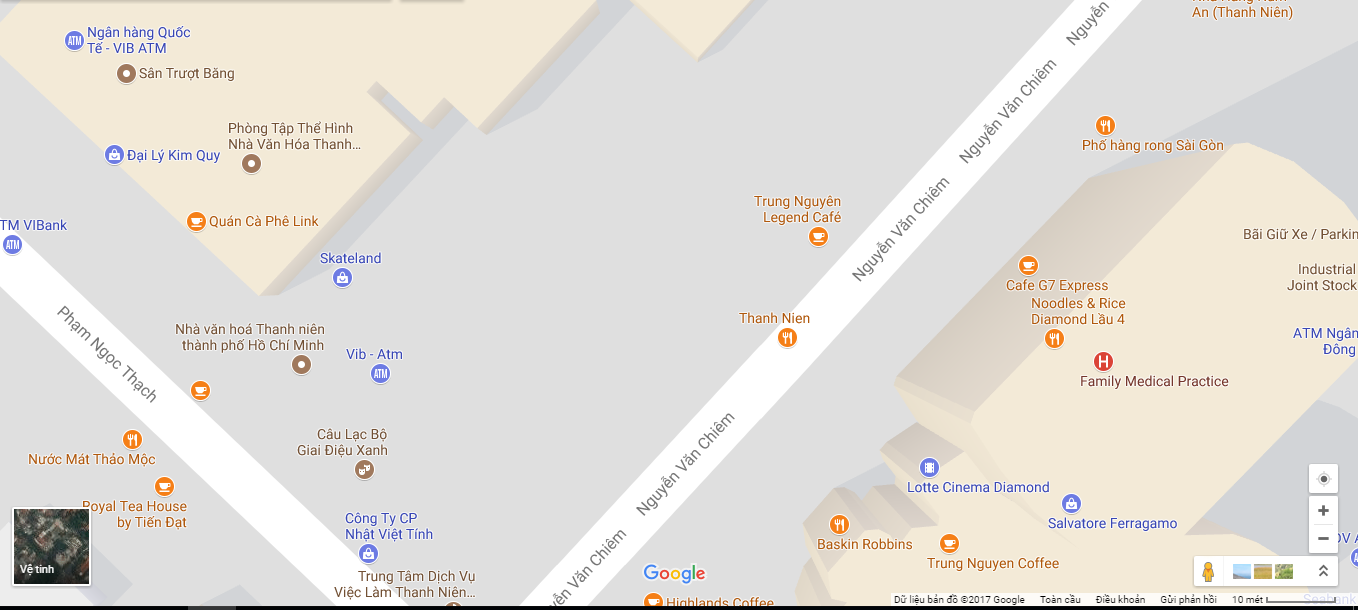 Ngân hàng Quốc
Tế - VIB ATM
ATM
Sân Trượt Băng
Phòng Tập Thể Hình
Nhà Văn Hóa Thanh...
Đại Lý Kim Quy
Quán Cà Phê Link
TM VIBank
ATM
Skateland
Phạm Ngọc Thạch
Nhà văn hoá Thanh niên
thành phố Hồ Chí Minh
Vib - Atm
ATM
Câu Lạc Bộ
Giai Điệu Xanh
Nước Mát Thảo Mộc
Royal Tea House
by Tiến Đạt
Công Ty CP
Nhật Việt Tính
Trung Tâm Dịch Vụ
Việc Làm Thanh Niên...
Vệ tinh
An (Thanh Niên)
Nguyễn
Nguyễn Văn Chiêm
Nguyễn Văn Chiêm
Nguyễn Văn Chiêm
yễn Văn Chiêm
Phố hàng rong Sài Gòn
Trung Nguyên
Legend Café
Thanh Nien
Bãi Giữ Xe / Parkin
Industrial
Joint Stock
Cafe G7 Express
Noodles & Rice
Diamond Lầu 4
ATM Ngân
Đông
H
Family Medical Practice
Lotte Cinema Diamond
Salvatore Ferragamo
Baskin Robbins
Trung Nguyen Coffee
Google
Highlands Coffee
+
−
Dữ liệu bản đồ ©2017 Google Toàn cầu Điều khoản Gửi phản hồi 10 mét